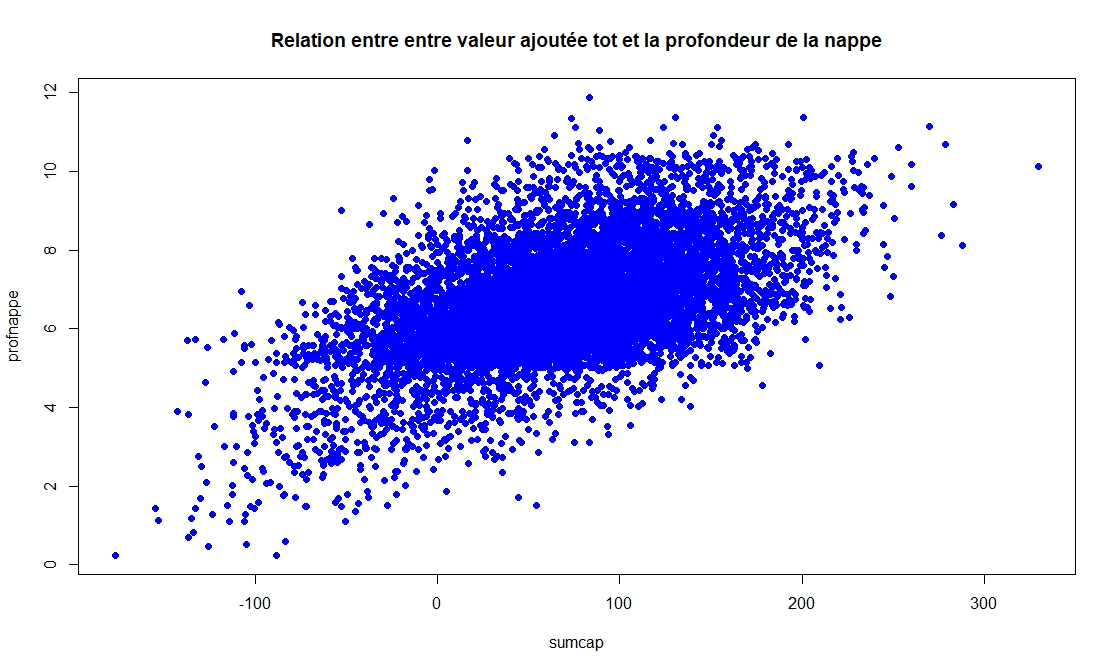 Relation entre entre valeur ajoutée tot et la profondeur de la nappe
12
10
8
6
4
2
0
profnappe
-100 0 100 200 300
sumcap